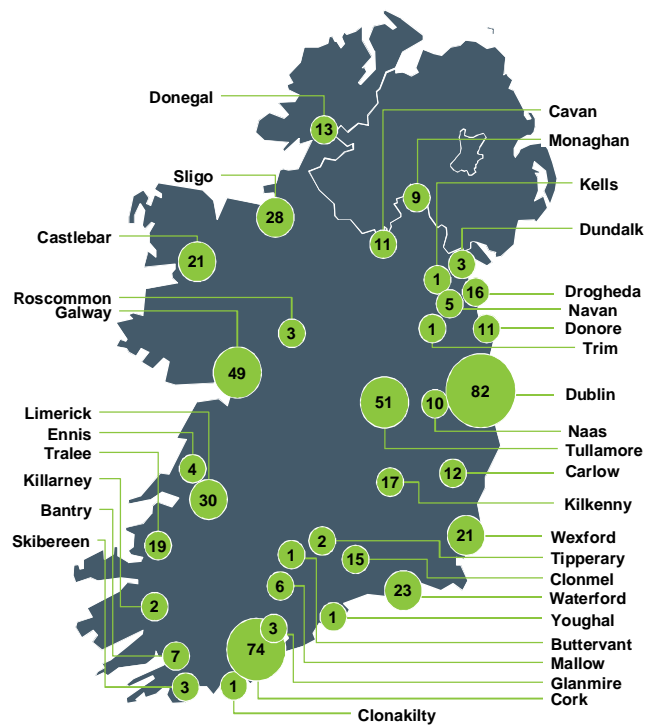 Donegal
13
Cavan
Monaghan
9
Sligo
Kells
28
Dundalk
Castlebar
11
21
3
1
Roscommon
16
Drogheda
Galway
5
Navan
3
1
11
Donore
Trim
49
82
Dublin
51
10
Limerick
Naas
Ennis
Tullamore
Tralee
4
12
Carlow
Killarney
17
30
Kilkenny
Bantry
21
Wexford
Skibereen
19
2
Tipperary
1
15
Clonmel
6
23
Waterford
2
1
Youghal
3
Buttervant
74
7
Mallow
3
1
Glanmire
Cork
Clonakilty